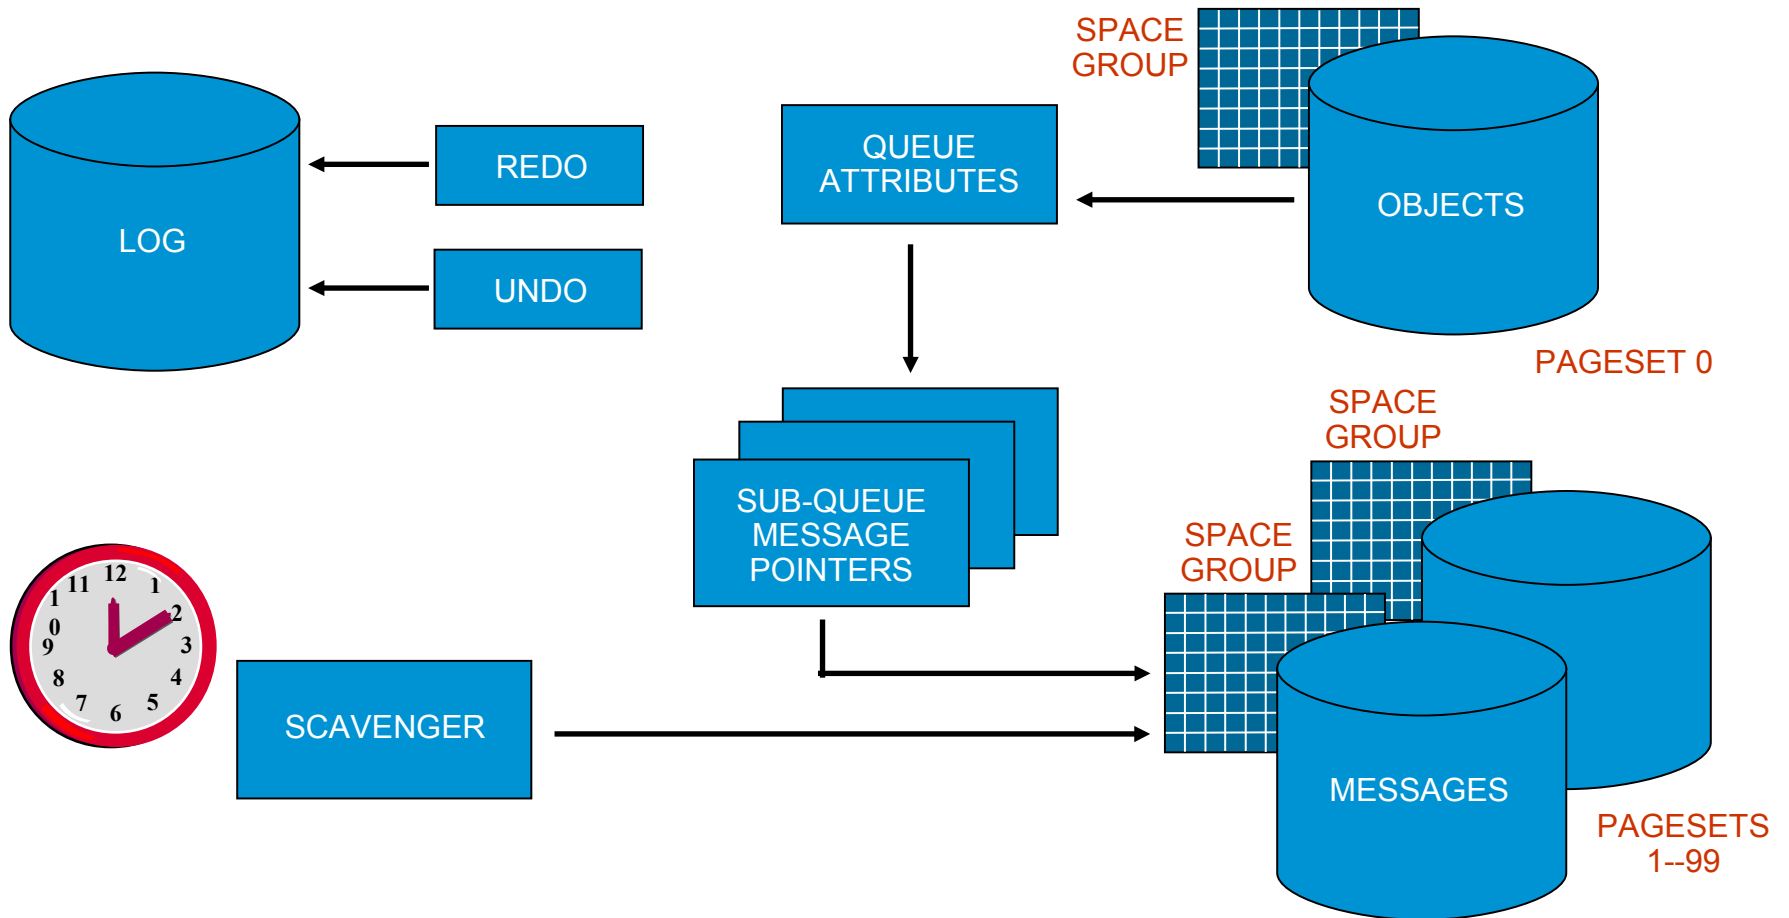 SPACE
GROUP
QUEUE
ATTRIBUTES
OBJECTS
REDO
LOG
UNDO
PAGESET 0
SPACE
GROUP
SUB-QUEUE
MESSAGE
POINTERS
SPACE
GROUP
12
11
1
1
0
2
9
3
8
4
7
5
6
SCAVENGER
MESSAGES
PAGESETS
1--99